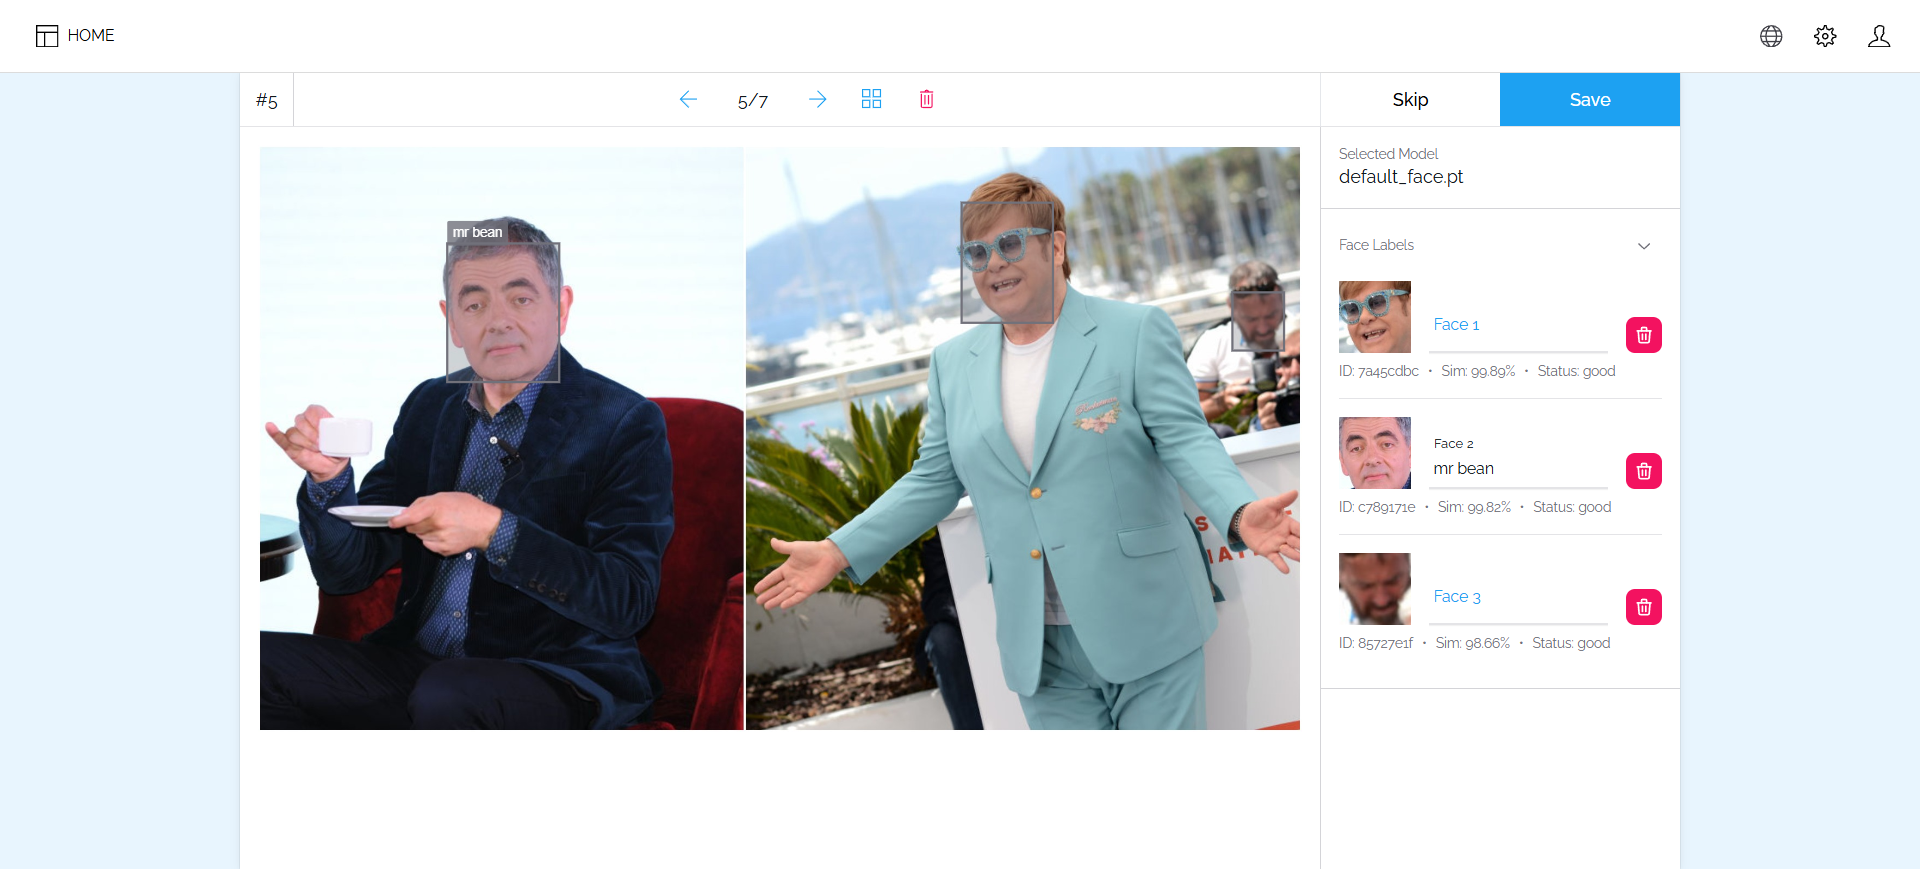 HOME
#5
5/7
Skip
Save
mr bean
Selected Model
default_face.pt
Face Labels
Face 1
ID: 7a45cdbc • Sim: 99.89% • Status: good
Face 2
mr bean
ID: c789171e • Sim: 99.82% • Status: good
Face 3
ID: 85727e1f • Sim: 98.66% • Status: good